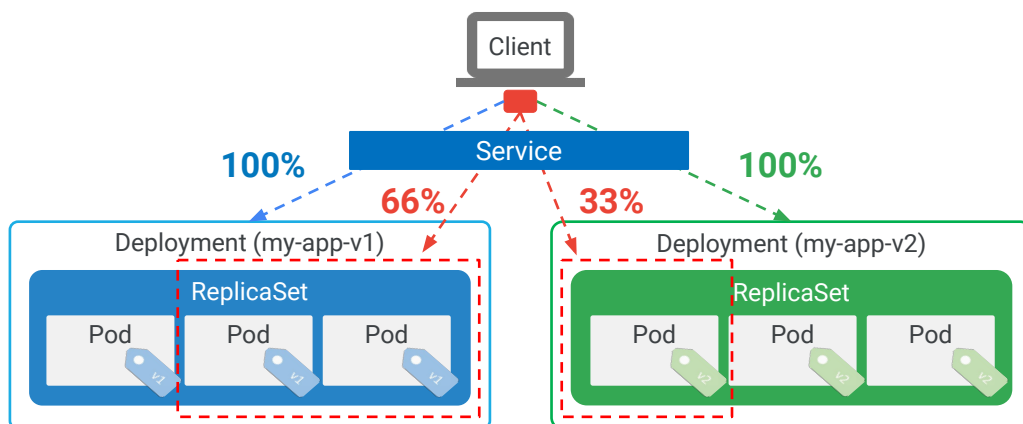 Client
Service
100%
100%
66%
33%
Deployment (my-app-v1)
Deployment (my-app-v2)
ReplicaSet
ReplicaSet
Pod Pod Pod
Pod Pod Pod
v1 v1 v1
v2 v2 v2